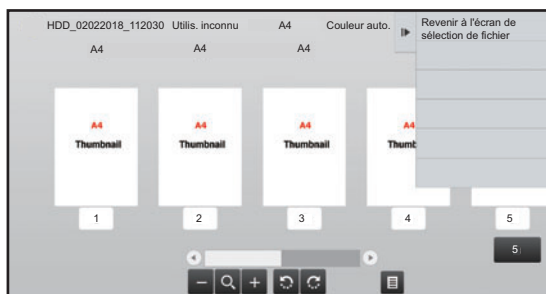 HDD_02022018_112030 Utilis. inconnu A4 Couleur auto.
Revenir à l'écran de
sélection de fichier
A4 A4 A4
A4 A4 A4 A4
Thumbnail Thumbnail Thumbnail Thumb
1 2 3 4 5
5